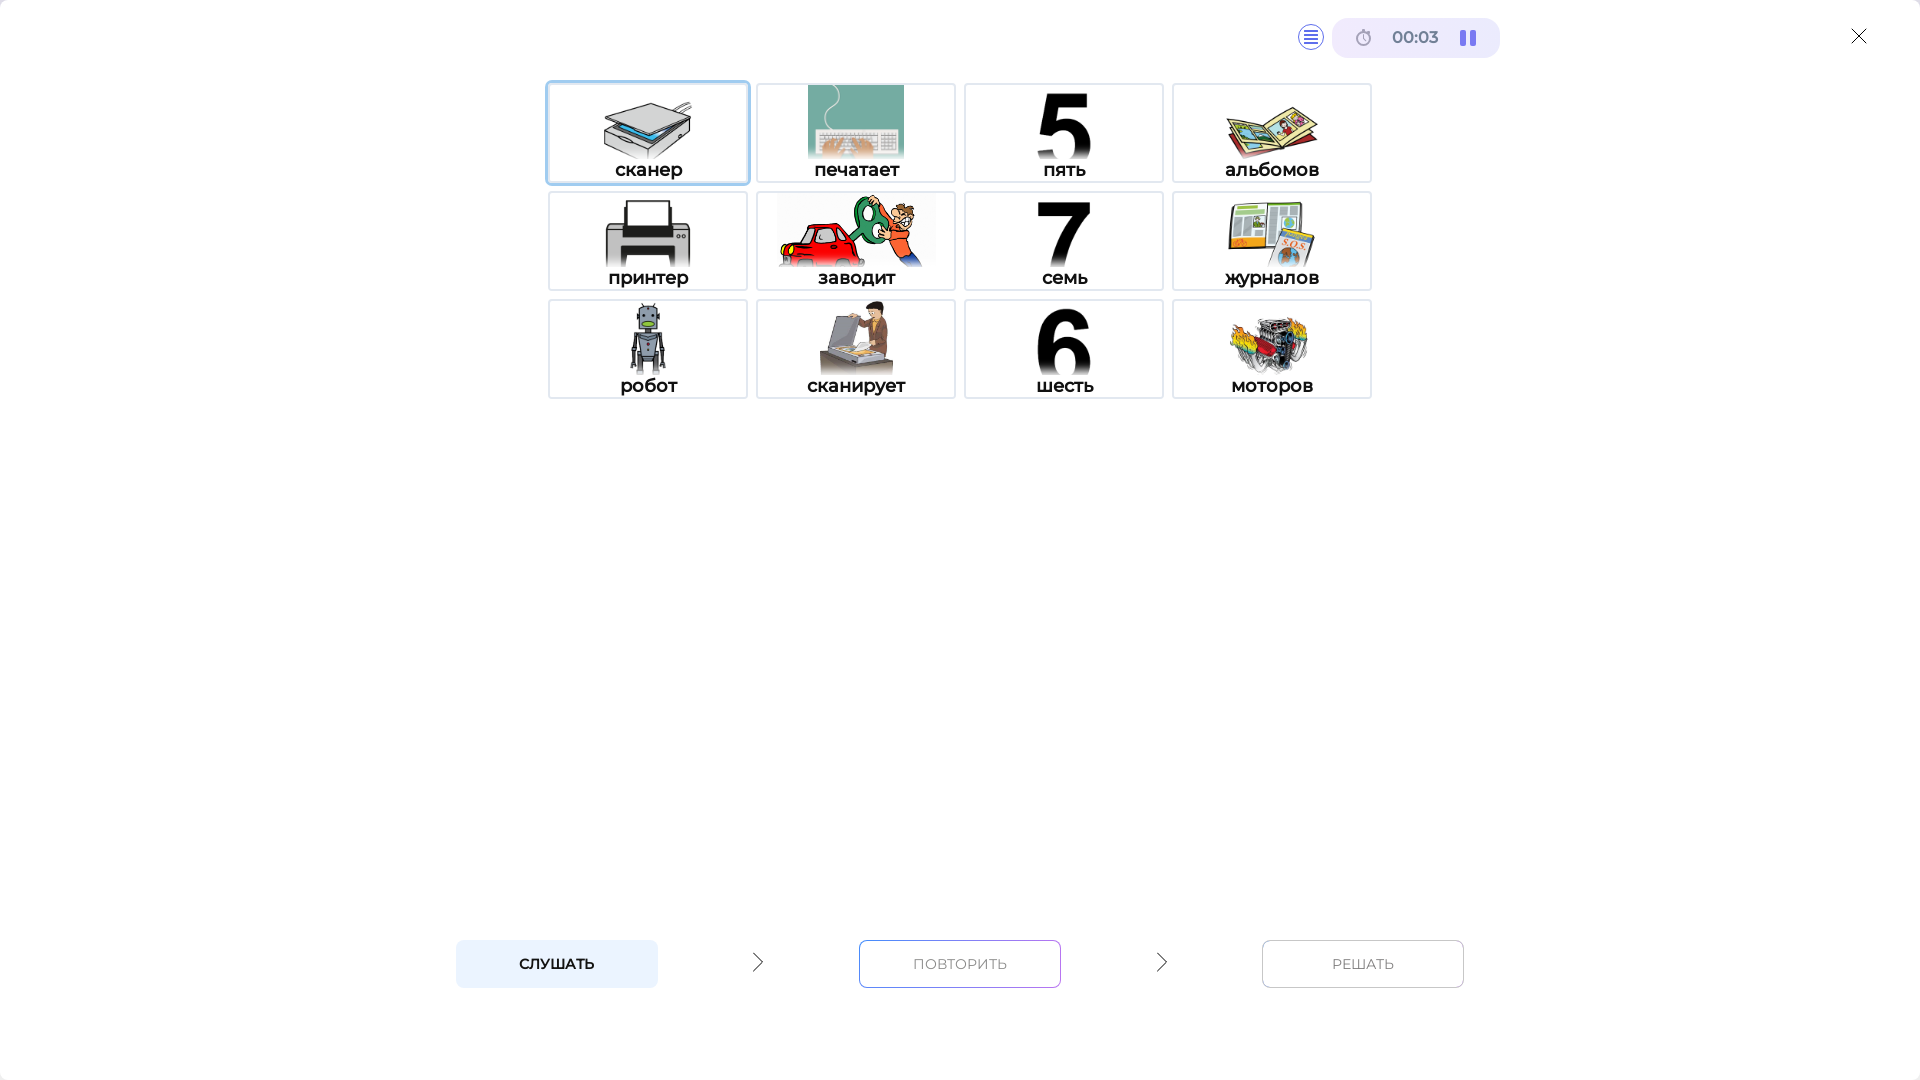 00:03
сканер печатает 5 пять альбомов
принтер заводит 7 семь S.O.S. журналов
робот сканирует 6 шесть моторов
СЛУШАТЬ ПОВТОРИТЬ РЕШАТЬ